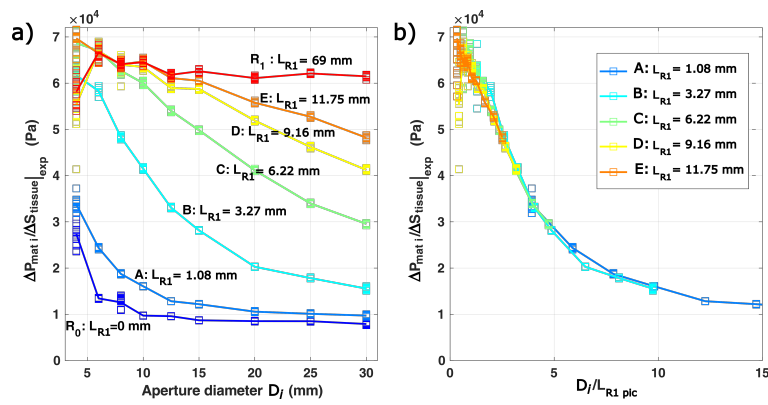 a)
×10⁴
7
6
5
4
3
2
1
0
ΔP_mat i/ΔS_tissue|_exp (Pa)
R_1 : L_R1 = 69 mm
E: L_R1 = 11.75 mm
D: L_R1 = 9.16 mm
C: L_R1 = 6.22 mm
B: L_R1 = 3.27 mm
A: L_R1 = 1.08 mm
R_0: L_R1=0 mm
5 10 15 20 25 30
Aperture diameter D_i (mm)
b)
×10⁴
7
6
5
4
3
2
1
0
ΔP_mat i/ΔS_tissue|_exp (Pa)
A: L_R1 = 1.08 mm
B: L_R1 = 3.27 mm
C: L_R1 = 6.22 mm
D: L_R1 = 9.16 mm
E: L_R1 = 11.75 mm
0 5 10 15
D_i/L_R1 pic